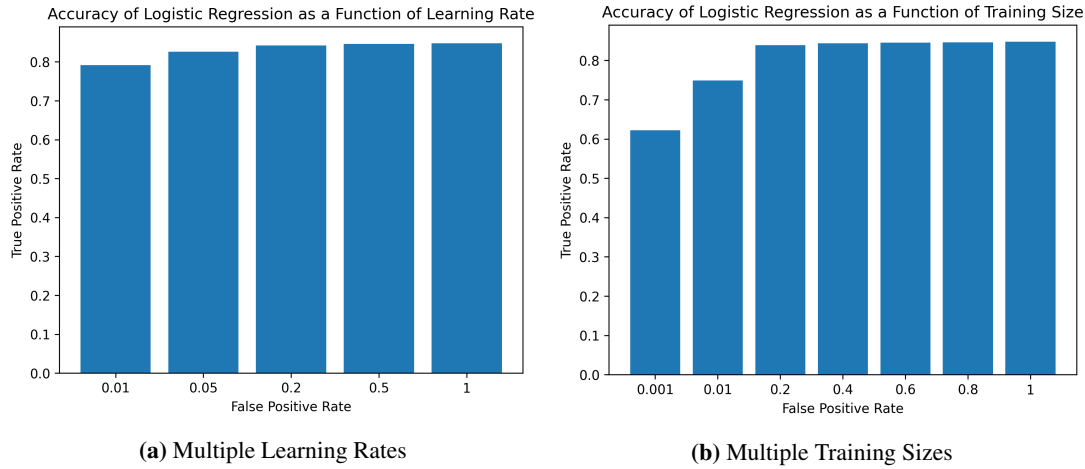 Accuracy of Logistic Regression as a Function of Learning Rate
True Positive Rate
0.8
0.7
0.6
0.5
0.4
0.3
0.2
0.1
0.0
0.01 0.05 0.2 0.5 1
False Positive Rate
(a) Multiple Learning Rates
Accuracy of Logistic Regression as a Function of Training Size
True Positive Rate
0.8
0.7
0.6
0.5
0.4
0.3
0.2
0.1
0.0
0.001 0.01 0.2 0.4 0.6 0.8 1
False Positive Rate
(b) Multiple Training Sizes